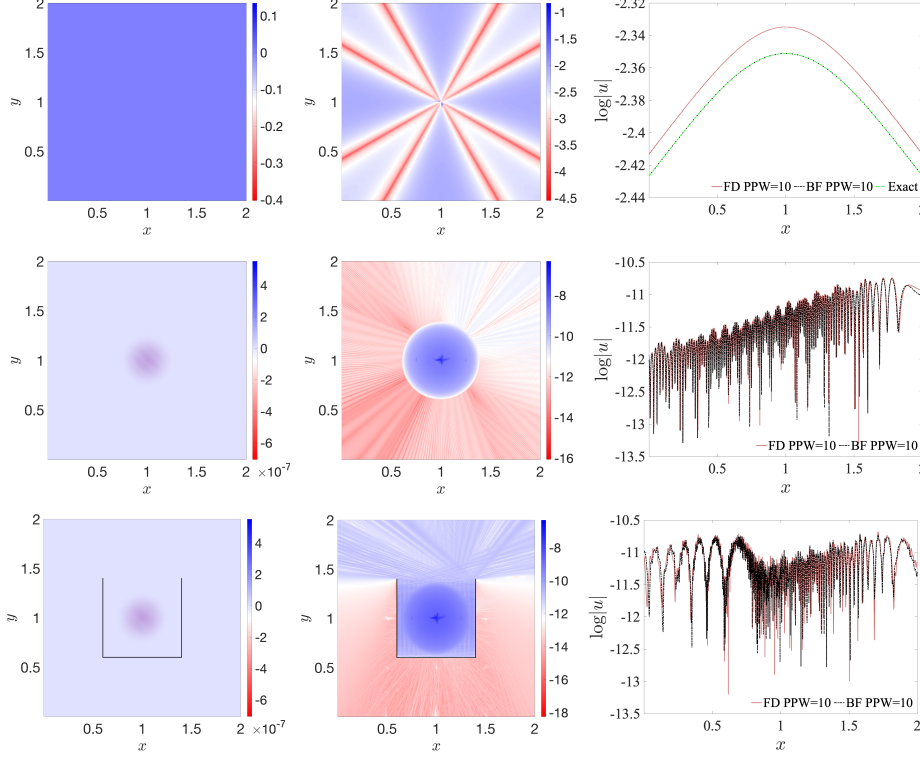 2
1.5
1
0.5
y
0.5 1 1.5 2
x
0.1
0
-0.1
-0.2
-0.3
-0.4
2
1.5
1
0.5
y
0.5 1 1.5 2
x
-1
-1.5
-2
-2.5
-3
-3.5
-4
-4.5
-2.32
-2.34
-2.36
-2.38
-2.4
-2.42
-2.44
log|u|
FD PPW=10 BF PPW=10 Exact
0.5 1 1.5 2
x
2
1.5
1
0.5
y
0.5 1 1.5 2
x
4
2
0
-2
-4
-6
×10-7
2
1.5
1
0.5
y
0.5 1 1.5 2
x
-8
-10
-12
-14
-16
-10.5
-11
-11.5
-12
-12.5
-13
-13.5
log|u|
FD PPW=10 BF PPW=10
0.5 1 1.5 2
x
2
1.5
1
0.5
y
0.5 1 1.5 2
x
4
2
0
-2
-4
-6
×10-7
2
1.5
1
0.5
y
0.5 1 1.5 2
x
-8
-10
-12
-14
-16
-18
-10.5
-11
-11.5
-12
-12.5
-13
-13.5
log|u|
FD PPW=10 BF PPW=10
0.5 1 1.5 2
x